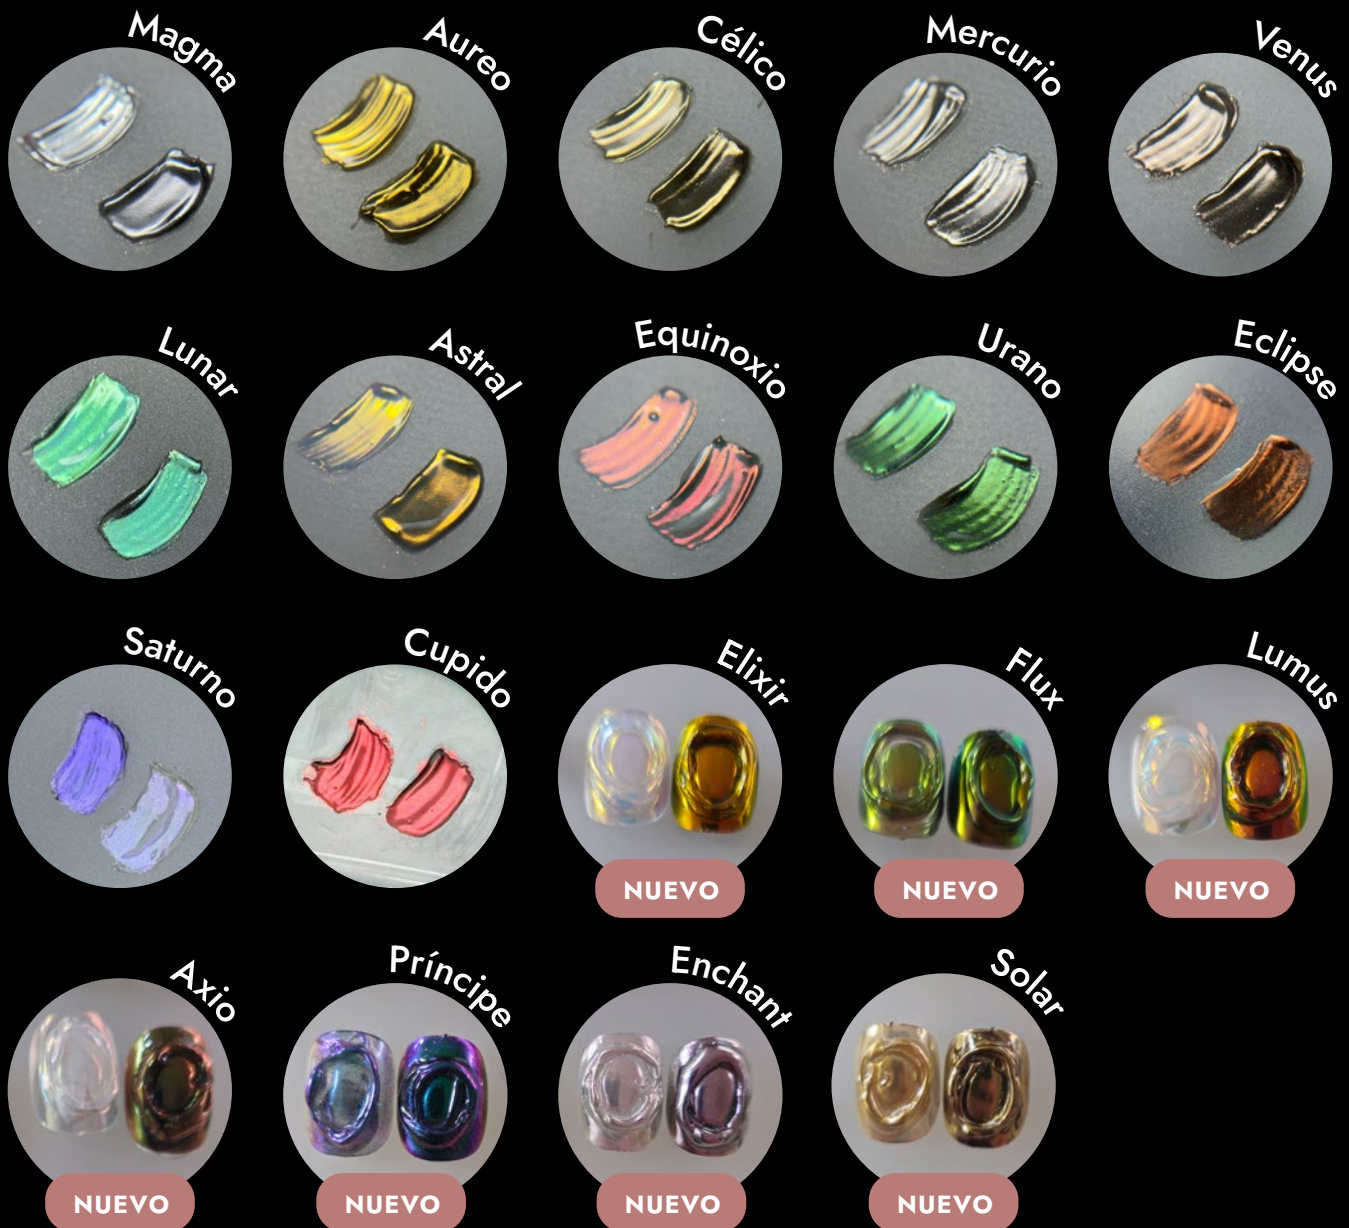 Magma
Aureo
Célico
Mercurio
Venus
Lunar
Astral
Equinoxio
Urano
Eclipse
Saturno
Cupido
Elixir
Flux
Lumus
NUEVO
NUEVO
NUEVO
Axio
Príncipe
Enchant
Solar
NUEVO
NUEVO
NUEVO
NUEVO